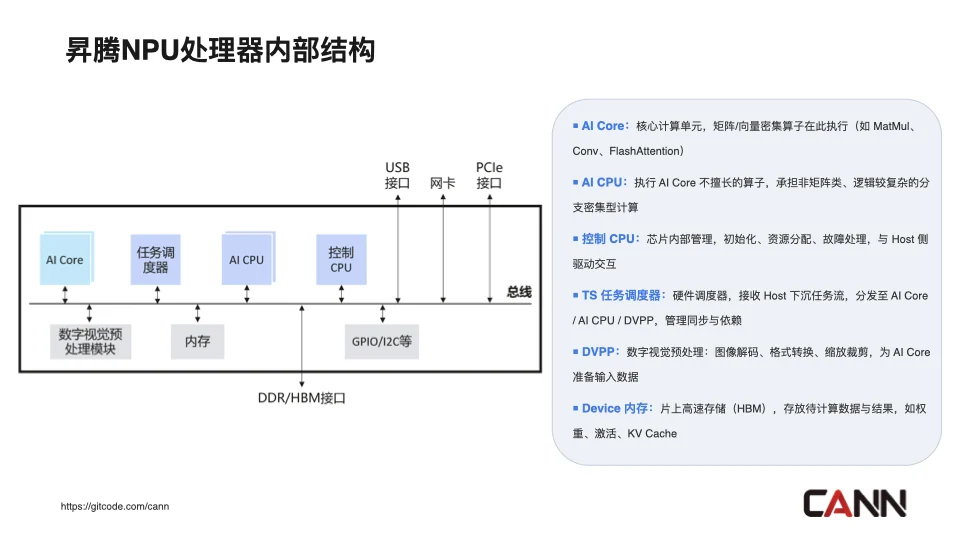 昇腾NPU处理器内部结构
USB
接口
网卡
PCIe
接口
AI Core
任务调
度器
AI CPU
控制
CPU
总线
数字视觉预
处理模块
内存
GPIO/I2C等
DDR/HBM接口
▪ AI Core：核心计算单元，矩阵/向量密集算子在此执行（如 MatMul、
Conv、FlashAttention）
▪ AI CPU：执行 AI Core 不擅长的算子，承担非矩阵类、逻辑较复杂的分
支密集型计算
▪ 控制 CPU：芯片内部管理，初始化、资源分配、故障处理，与 Host 侧
驱动交互
▪ TS 任务调度器：硬件调度器，接收 Host 下沉任务流，分发至 AI Core
/ AI CPU / DVPP，管理同步与依赖
▪ DVPP：数字视觉预处理：图像解码、格式转换、缩放裁剪，为 AI Core
准备输入数据
▪ Device 内存：片上高速存储（HBM），存放待计算数据与结果，如权
重、激活、KV Cache
https://gitcode.com/cann
CANN